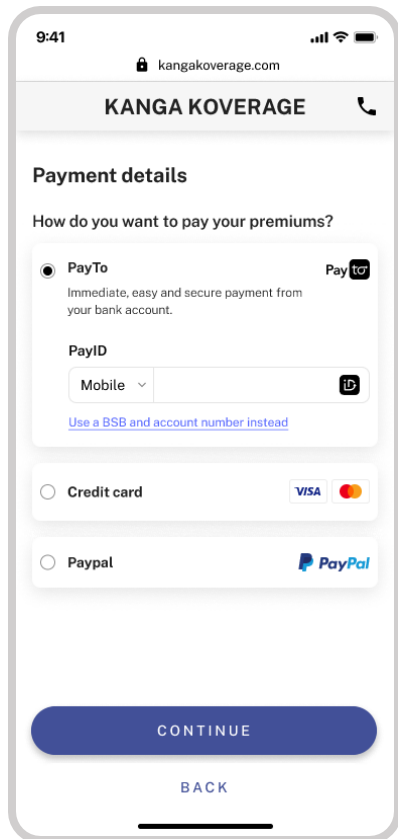 9:41
kangakoverage.com
KANGA KOVERAGE
Payment details
How do you want to pay your premiums?
PayTo
Pay to
Immediate, easy and secure payment from
your bank account.
PayID
Mobile
iD
Use a BSB and account number instead
Credit card
VISA
Paypal
PayPal
CONTINUE
BACK